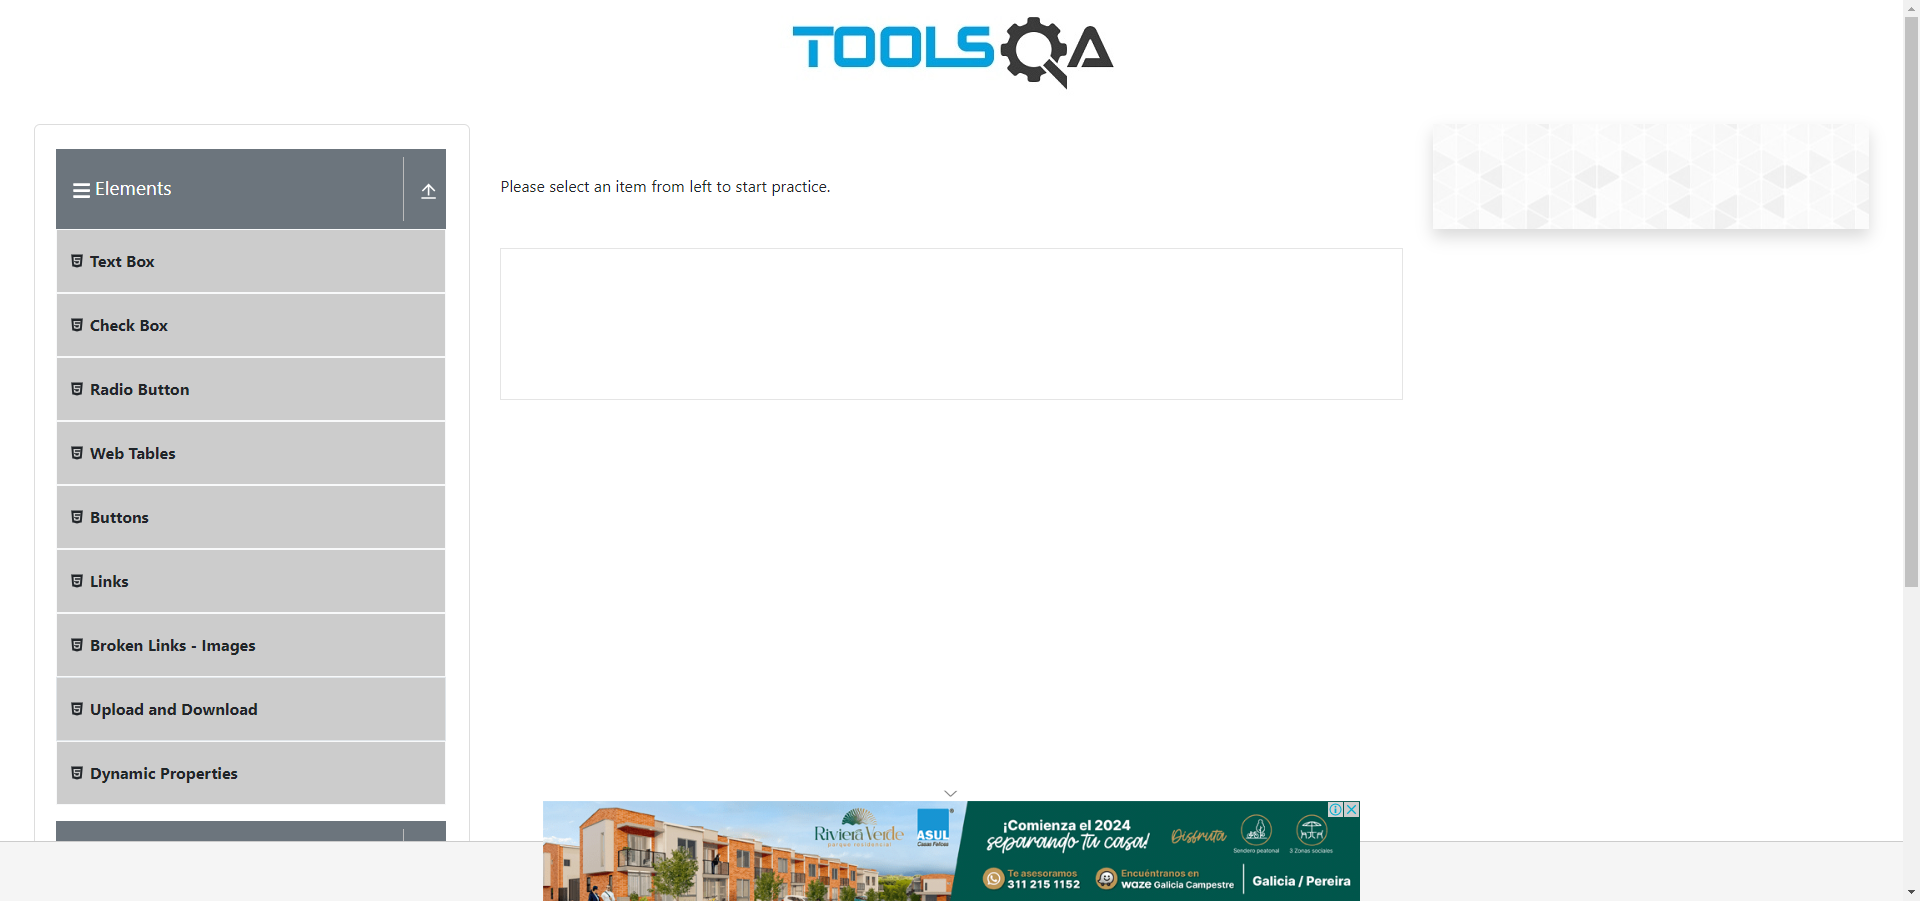 TOOLSQA
Elements
Text Box
Check Box
Radio Button
Web Tables
Buttons
Links
Broken Links - Images
Upload and Download
Dynamic Properties
Please select an item from left to start practice.
Riviera Verde
parque residencial
ASUL
Casas Felices
¡Comienza el 2024
separando tu casa!
Disfruta
Sendero peatonal
3 Zonas sociales
Te asesoramos
311 215 1152
Encuéntranos en
waze Galicia Campestre
Galicia / Pereira